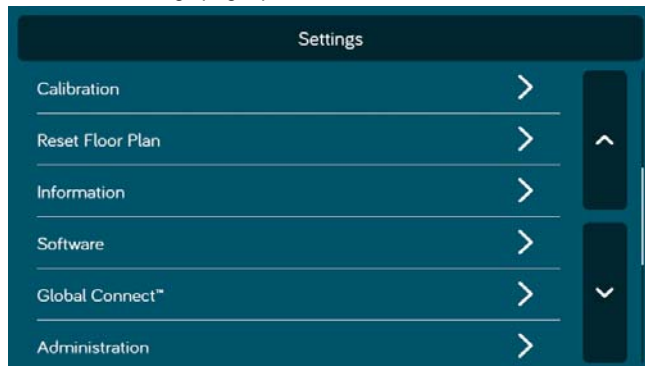 Settings
Calibration
Reset Floor Plan
Information
Software
Global Connect™
Administration